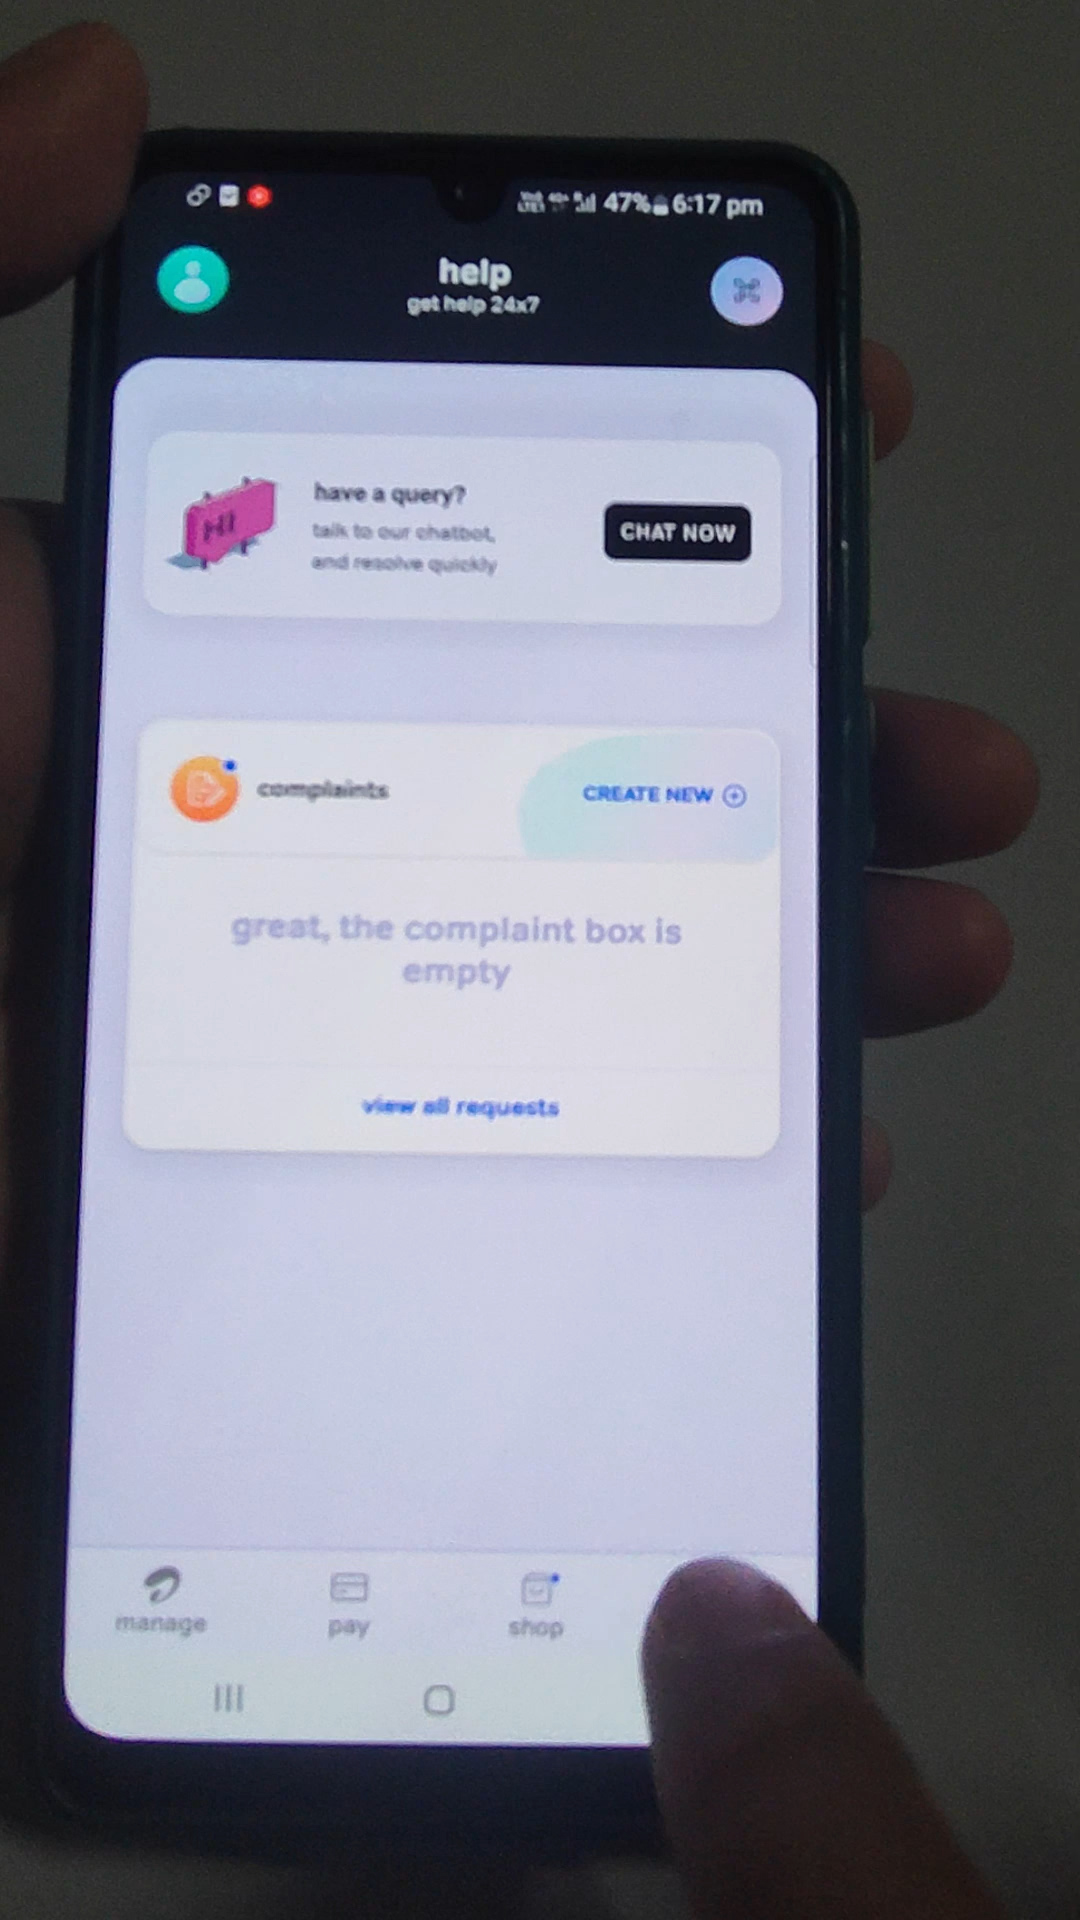 47% 6:17 pm
help
get help 24x7
HI
have a query?
talk to our chatbot,
and resolve quickly
CHAT NOW
complaints
CREATE NEW
great, the complaint box is
empty
view all requests
manage
pay
shop